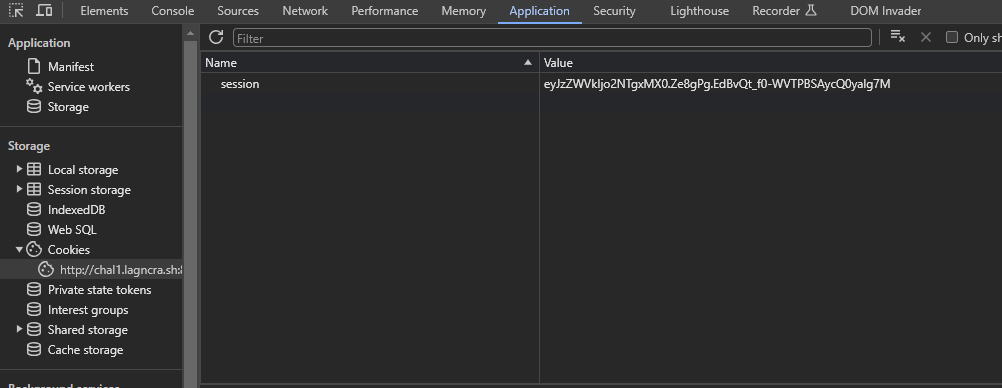 Elements Console Sources Network Performance Memory Application Security Lighthouse Recorder DOM Invader
Application
Manifest
Service workers
Storage
Storage
Local storage
Session storage
IndexedDB
Web SQL
Cookies
http://chal1.lagncra.sh:
Private state tokens
Interest groups
Shared storage
Cache storage
Background services
Filter
Only sh
Name Value
session eyJzZWVkIjo2NTgxMX0.Ze8gPg.EdBvQt_f0-WVTPBSAycQ0yalg7M